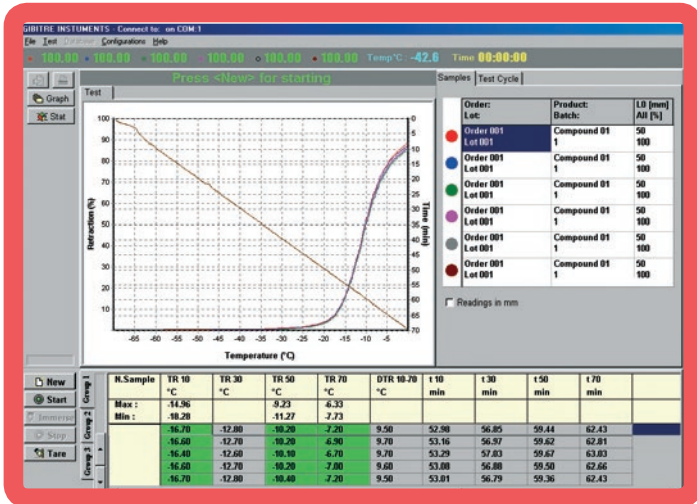 GIBITRE INSTUMENTS - Connect to: on COM:1
File Test Database Configurations Help
100.00 100.00 100.00 100.00 100.00 100.00 Temp°C -42.6 Time 00:00:00
Press <New> for starting
Samples Test Cycle
Graph
Stat
Test
Order: Product: L0 [mm]
Lot: Batch: All [%]
Order 001 Compound 01 50
Lot 001 1 100
Order 001 Compound 01 50
Lot 001 1 100
Order 001 Compound 01 50
Lot 001 1 100
Order 001 Compound 01 50
Lot 001 1 100
Order 001 Compound 01 50
Lot 001 1 100
Order 001 Compound 01 50
Lot 001 1 100
Readings in mm
Retraction (%)
100
90
80
70
60
50
40
30
20
10
Time (min)
0
5
10
15
20
25
30
35
40
45
50
55
60
65
70
-65 -60 -55 -50 -45 -40 -35 -30 -25 -20 -15 -10 -5
Temperature (°C)
New
Start
Immerse
Stop
Tare
Group 1
Group 2
Group 3
N.Sample TR 10 TR 30 TR 50 TR 70 DTR 10-70 t 10 t 30 t 50 t 70
°C °C °C °C °C min min min min
Max : -14.96 -9.23 -6.33
Min : -18.28 -11.27 -7.73
-16.70 -12.80 -10.20 -7.20 9.50 52.98 56.85 59.44 62.43
-16.60 -12.70 -10.20 -6.90 9.70 53.16 56.97 59.62 62.81
-16.40 -12.60 -10.10 -6.70 9.70 53.29 57.03 59.67 63.03
-16.60 -12.70 -10.20 -7.00 9.60 53.08 56.88 59.50 62.66
-16.70 -12.80 -10.40 -7.20 9.50 53.01 56.79 59.36 62.43